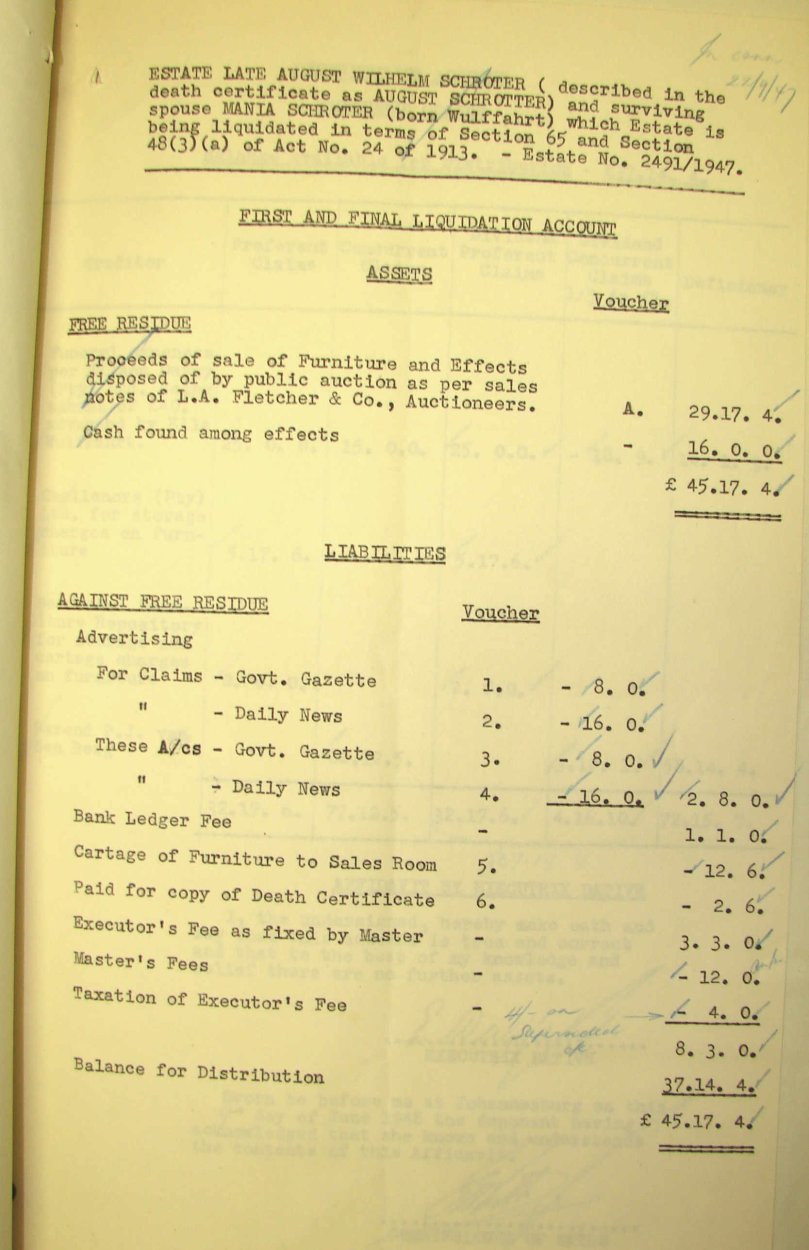 27/9/47
ESTATE LATE AUGUST WILHELM SCHRÖTER ( described in the
death certificate as AUGUST SCHROTTER) and surviving
spouse MANIA SCHROTER (born Wulffahrt) which Estate is
being liquidated in terms of Section 65 and Section
48(3)(a) of Act No. 24 of 1913. - Estate No. 2491/1947.
FIRST AND FINAL LIQUIDATION ACCOUNT
ASSETS
Voucher
FREE RESIDUE
Proceeds of sale of Furniture and Effects
disposed of by public auction as per sales
notes of L.A. Fletcher & Co., Auctioneers. A. 29.17. 4.
Cash found among effects - 16. 0. 0.
£ 45.17. 4.
LIABILITIES
AGAINST FREE RESIDUE Voucher
Advertising
For Claims - Govt. Gazette 1. - 8. 0.
" - Daily News 2. - 16. 0.
These A/cs - Govt. Gazette 3. - 8. 0.
" - Daily News 4. - 16. 0. 2. 8. 0.
Bank Ledger Fee - 1. 1. 0.
Cartage of Furniture to Sales Room 5. - 12. 6.
Paid for copy of Death Certificate 6. - 2. 6.
Executor's Fee as fixed by Master - 3. 3. 0.
Master's Fees - - 12. 0.
Taxation of Executor's Fee - 4/- on - 4. 0.
8. 3. 0.
Balance for Distribution 37.14. 4.
£ 45.17. 4.